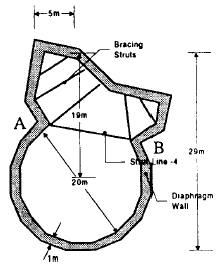 5m
Bracing
Struts
A
19m
B
Strut Line -4
29m
20m
Diaphragm
Wall
1m